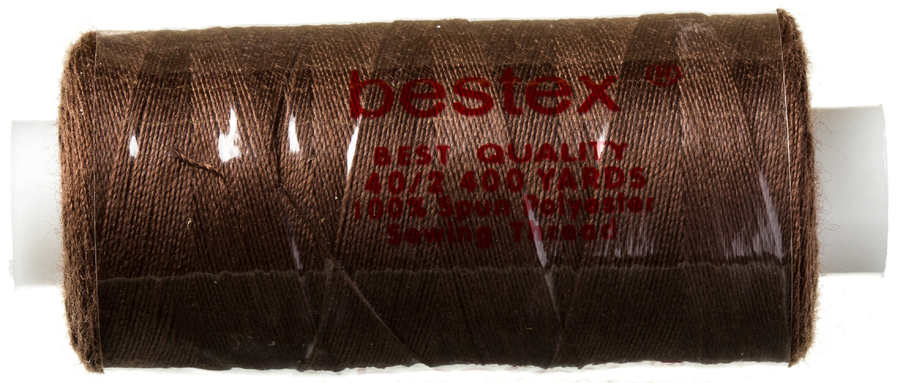 bestex ®
BEST QUALITY
40/2 400 YARDS
100% Spun Polyester
Sewing Thread